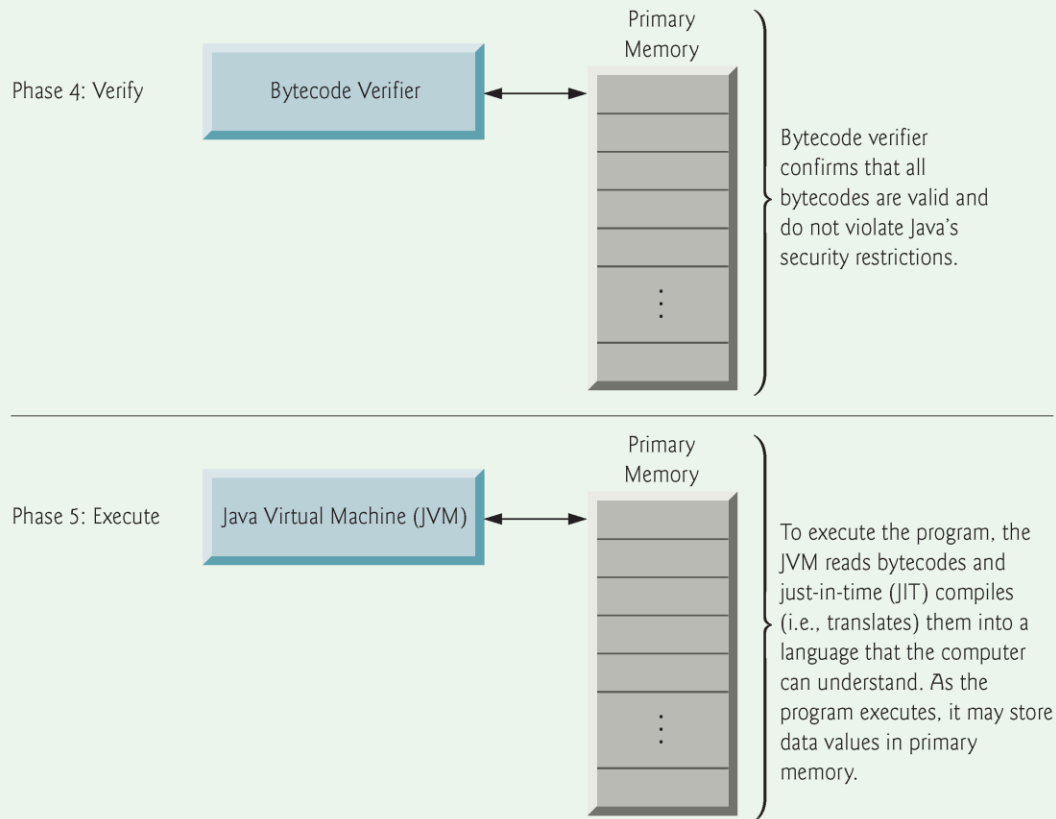 Primary
Memory
Phase 4: Verify
Bytecode Verifier
Bytecode verifier
confirms that all
bytecodes are valid and
do not violate Java’s
security restrictions.
Primary
Memory
Phase 5: Execute
Java Virtual Machine (JVM)
To execute the program, the
JVM reads bytecodes and
just-in-time (JIT) compiles
(i.e., translates) them into a
language that the computer
can understand. As the
program executes, it may store
data values in primary
memory.